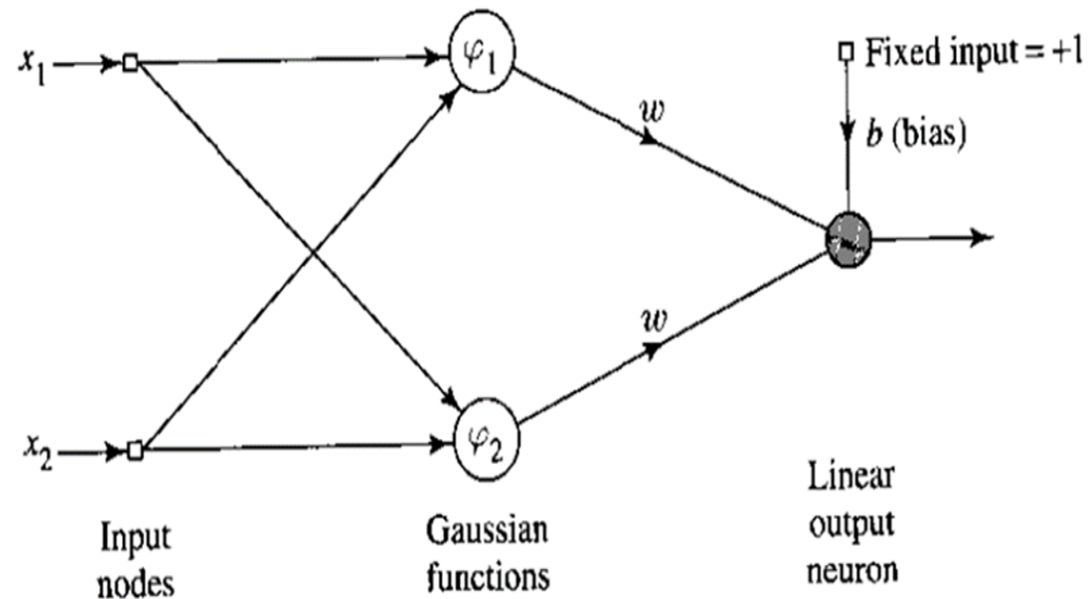 x₁
φ₁
Fixed input = +1
w
b (bias)
w
x₂
φ₂
Input
nodes
Gaussian
functions
Linear
output
neuron